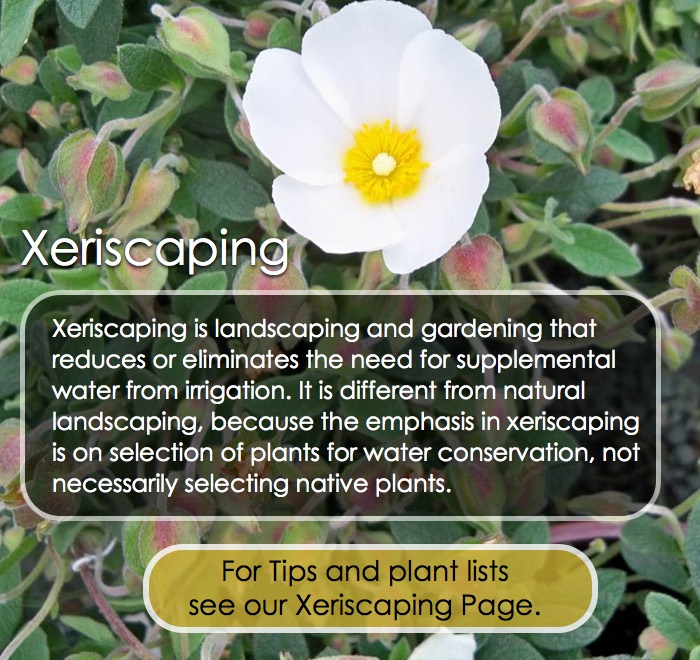 Xeriscaping
Xeriscaping is landscaping and gardening that
reduces or eliminates the need for supplemental
water from irrigation. It is different from natural
landscaping, because the emphasis in xeriscaping
is on selection of plants for water conservation, not
necessarily selecting native plants.
For Tips and plant lists
see our Xeriscaping Page.